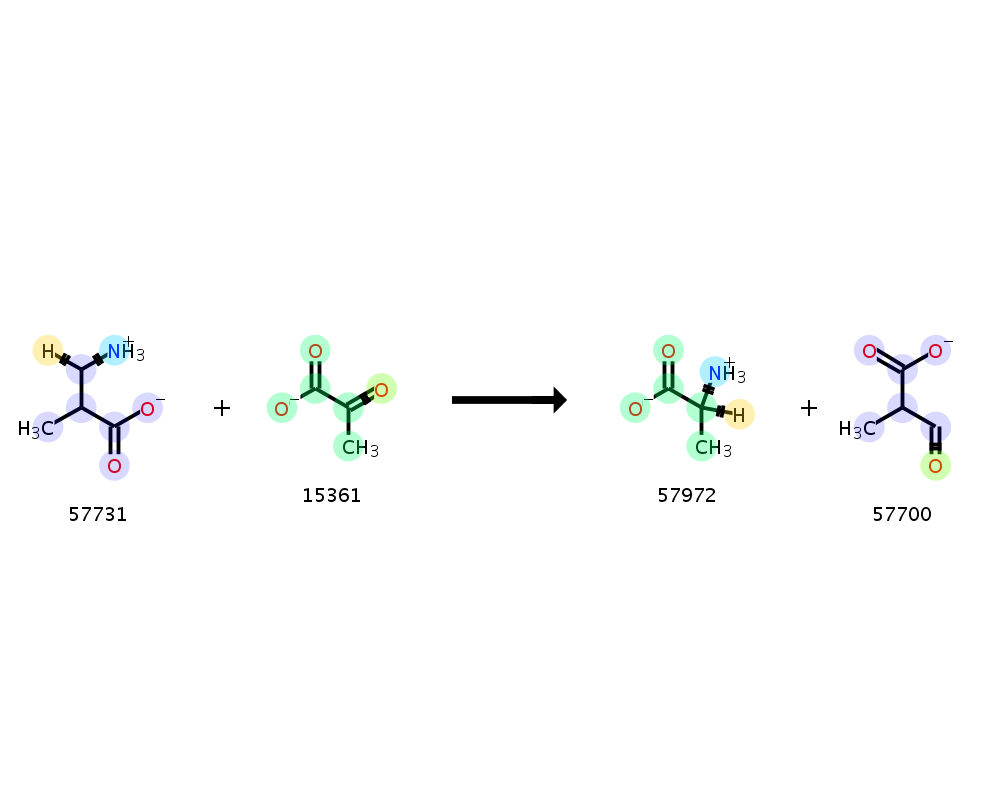 H NH3+ H3C O− O
+
O O− O CH3
O O− NH3+ H CH3
+
O O− H3C O
57731
15361
57972
57700